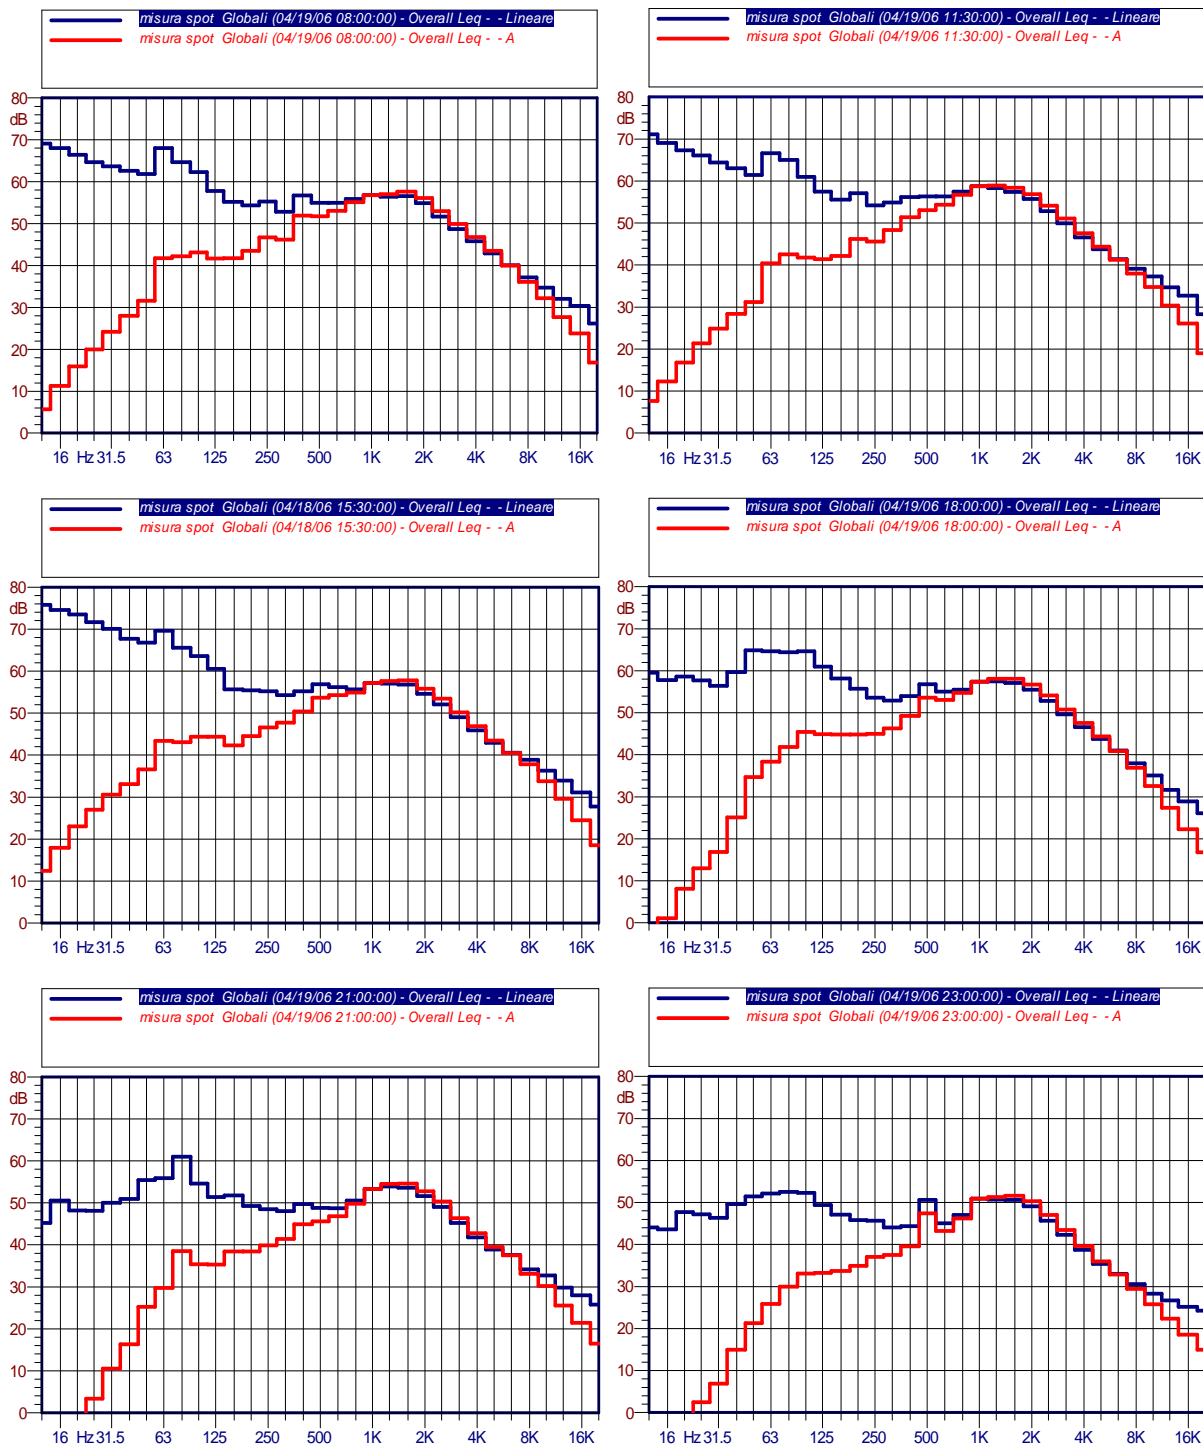 misura spot Globali (04/19/06 08:00:00) - Overall Leq - - Lineare
misura spot Globali (04/19/06 08:00:00) - Overall Leq - - A
80
dB
70
60
50
40
30
20
10
0
16 Hz 31.5 63 125 250 500 1K 2K 4K 8K 16K
misura spot Globali (04/19/06 11:30:00) - Overall Leq - - Lineare
misura spot Globali (04/19/06 11:30:00) - Overall Leq - - A
80
dB
70
60
50
40
30
20
10
0
16 Hz 31.5 63 125 250 500 1K 2K 4K 8K 16K
misura spot Globali (04/18/06 15:30:00) - Overall Leq - - Lineare
misura spot Globali (04/18/06 15:30:00) - Overall Leq - - A
80
dB
70
60
50
40
30
20
10
0
16 Hz 31.5 63 125 250 500 1K 2K 4K 8K 16K
misura spot Globali (04/19/06 18:00:00) - Overall Leq - - Lineare
misura spot Globali (04/19/06 18:00:00) - Overall Leq - - A
80
dB
70
60
50
40
30
20
10
0
16 Hz 31.5 63 125 250 500 1K 2K 4K 8K 16K
misura spot Globali (04/19/06 21:00:00) - Overall Leq - - Lineare
misura spot Globali (04/19/06 21:00:00) - Overall Leq - - A
80
dB
70
60
50
40
30
20
10
0
16 Hz 31.5 63 125 250 500 1K 2K 4K 8K 16K
misura spot Globali (04/19/06 23:00:00) - Overall Leq - - Lineare
misura spot Globali (04/19/06 23:00:00) - Overall Leq - - A
80
dB
70
60
50
40
30
20
10
0
16 Hz 31.5 63 125 250 500 1K 2K 4K 8K 16K